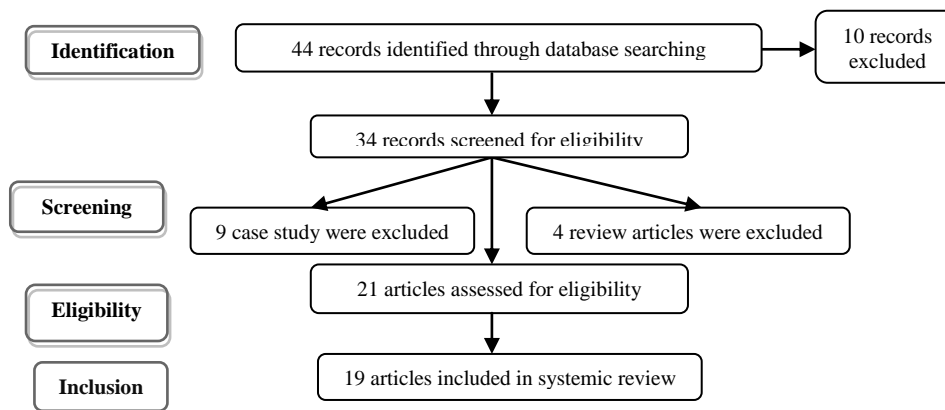 Identification
44 records identified through database searching
10 records
excluded
34 records screened for eligibility
Screening
9 case study were excluded
4 review articles were excluded
21 articles assessed for eligibility
Eligibility
19 articles included in systemic review
Inclusion